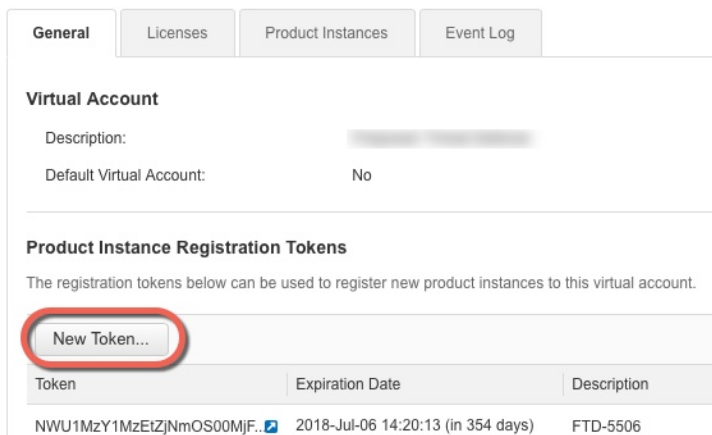 General Licenses Product Instances Event Log
Virtual Account
Description:
Default Virtual Account: No
Product Instance Registration Tokens
The registration tokens below can be used to register new product instances to this virtual account.
New Token...
Token Expiration Date Description
NWU1MzY1MzEtZjNmOS00MjF.. 2018-Jul-06 14:20:13 (in 354 days) FTD-5506